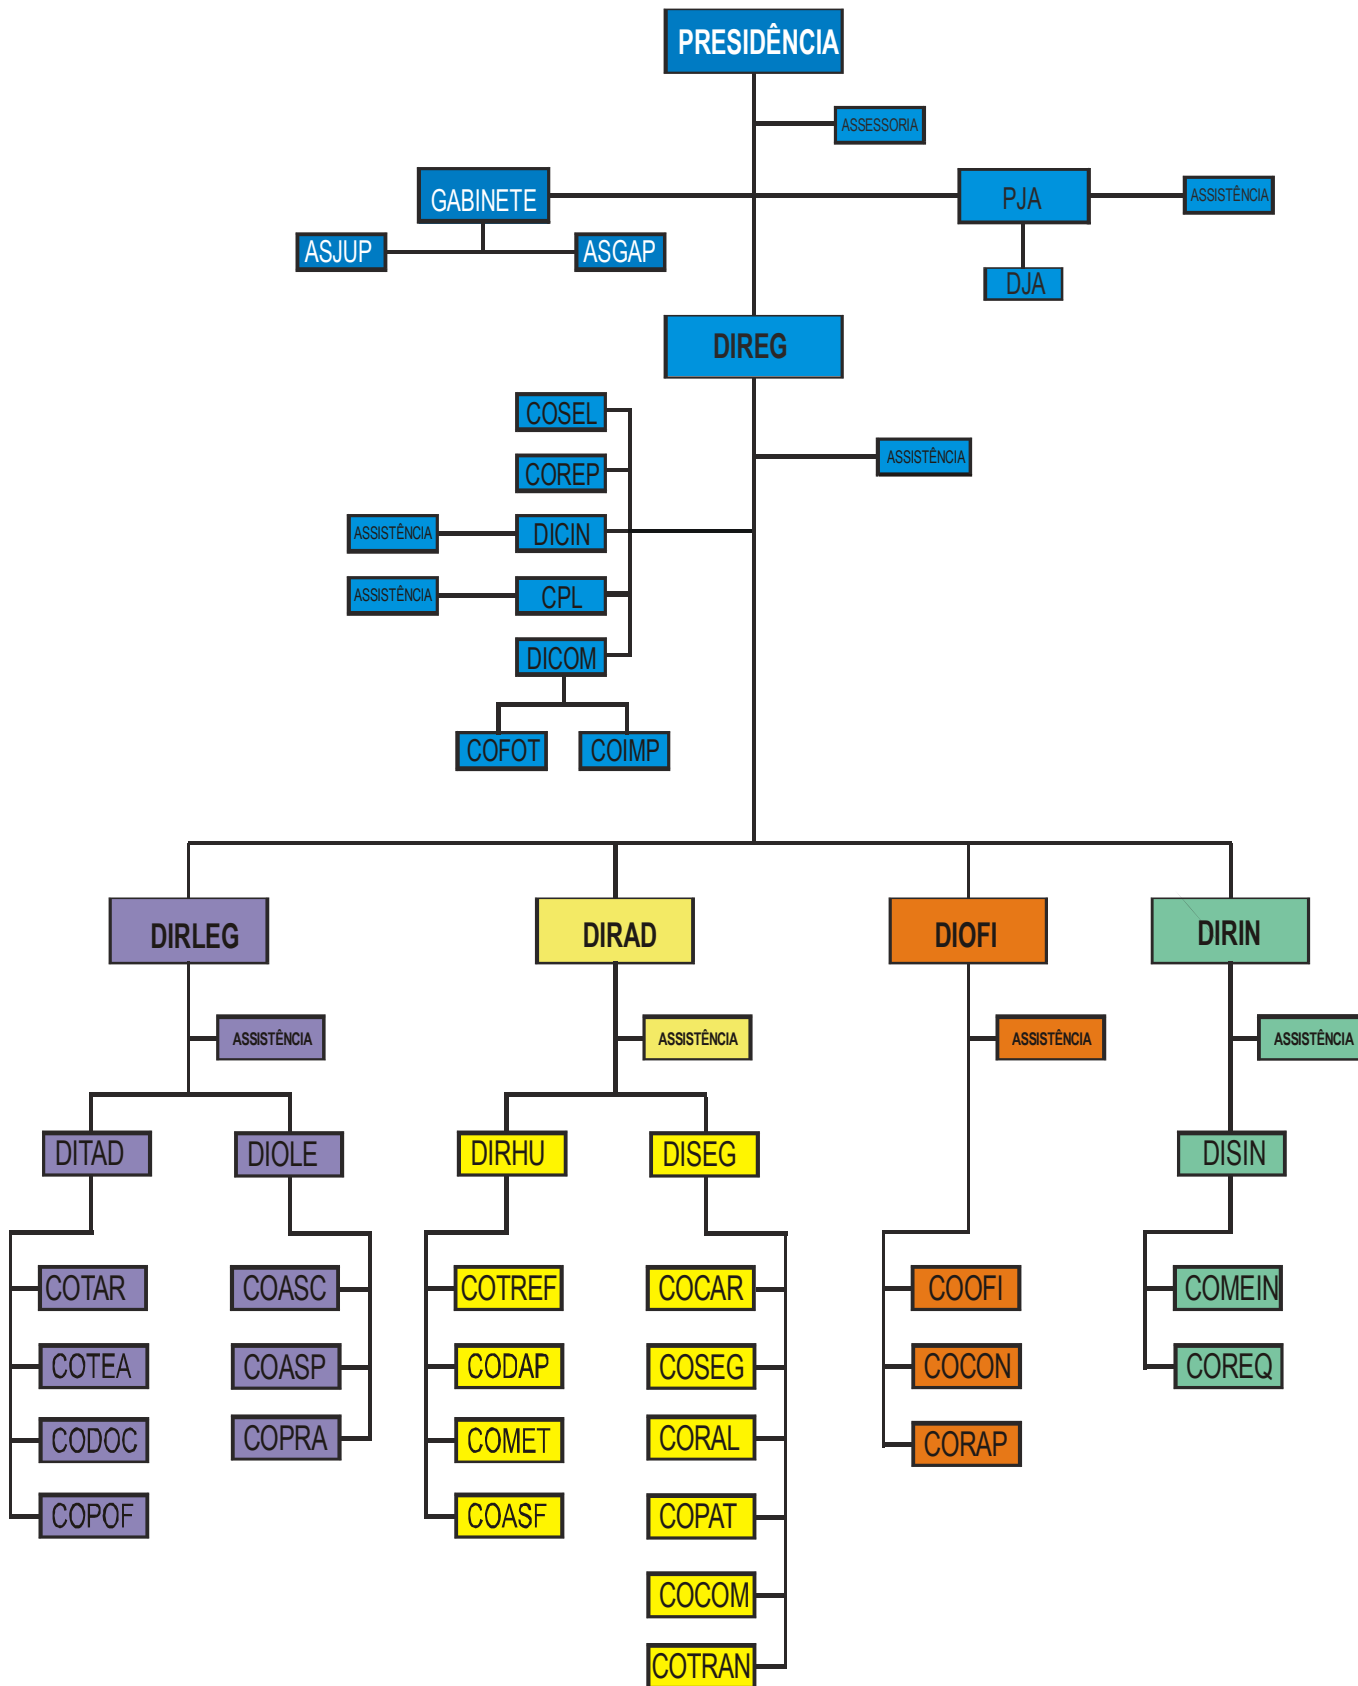 PRESIDÊNCIA
ASSESSORIA
GABINETE
PJA
ASSISTÊNCIA
ASJUP
ASGAP
DJA
DIREG
COSEL
ASSISTÊNCIA
COREP
ASSISTÊNCIA
DICIN
ASSISTÊNCIA
CPL
DICOM
COFOT
COIMP
DIRLEG
DIRAD
DIOFI
DIRIN
ASSISTÊNCIA
ASSISTÊNCIA
ASSISTÊNCIA
ASSISTÊNCIA
DITAD
DIOLE
DIRHU
DISEG
DISIN
COTAR
COASC
COTREF
COCAR
COOFI
COMEIN
COTEA
COASP
CODAP
COSEG
COCON
COREQ
CODOC
COPRA
COMET
CORAL
CORAP
COPOF
COASF
COPAT
COCOM
COTRAN